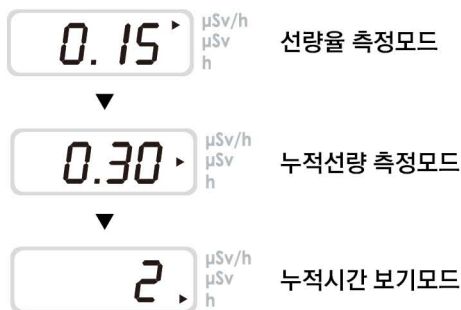 0.15 µSv/h
µSv
h
선량율 측정모드
0.30 µSv/h
µSv
h
누적선량 측정모드
2 µSv/h
µSv
h
누적시간 보기모드